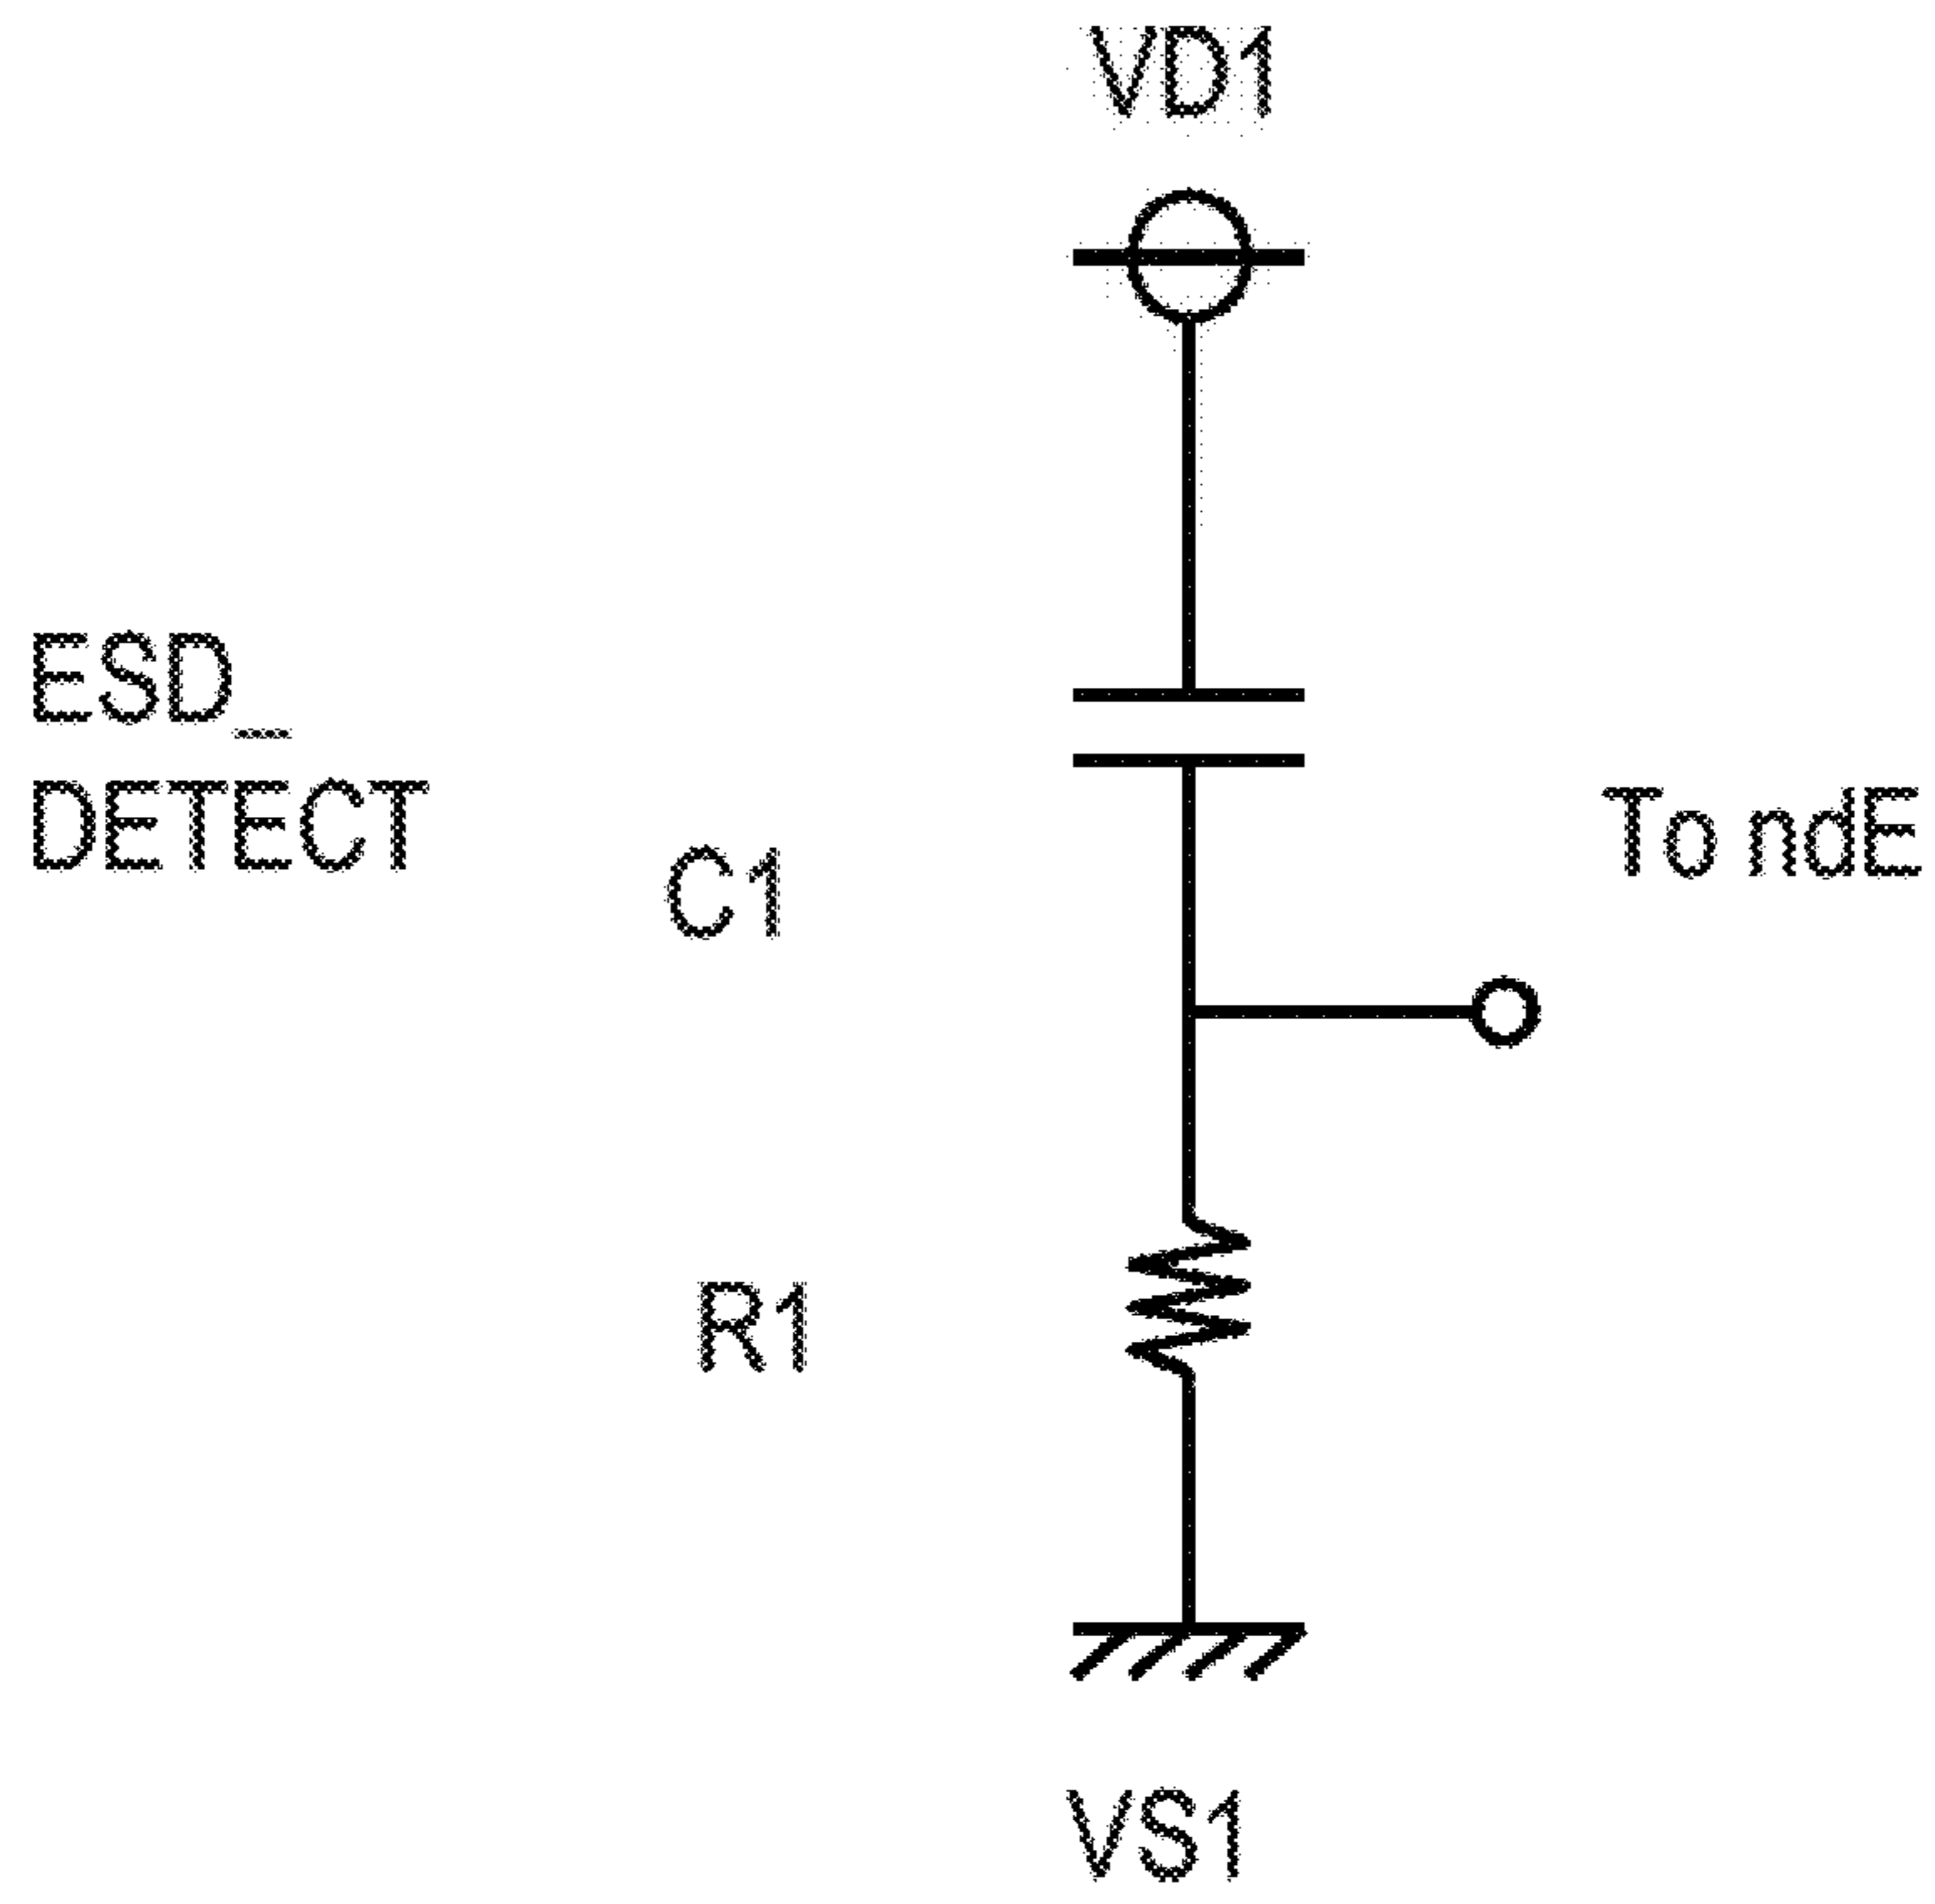 VD1
ESD_
DETECT
C1
To ndE
R1
VS1